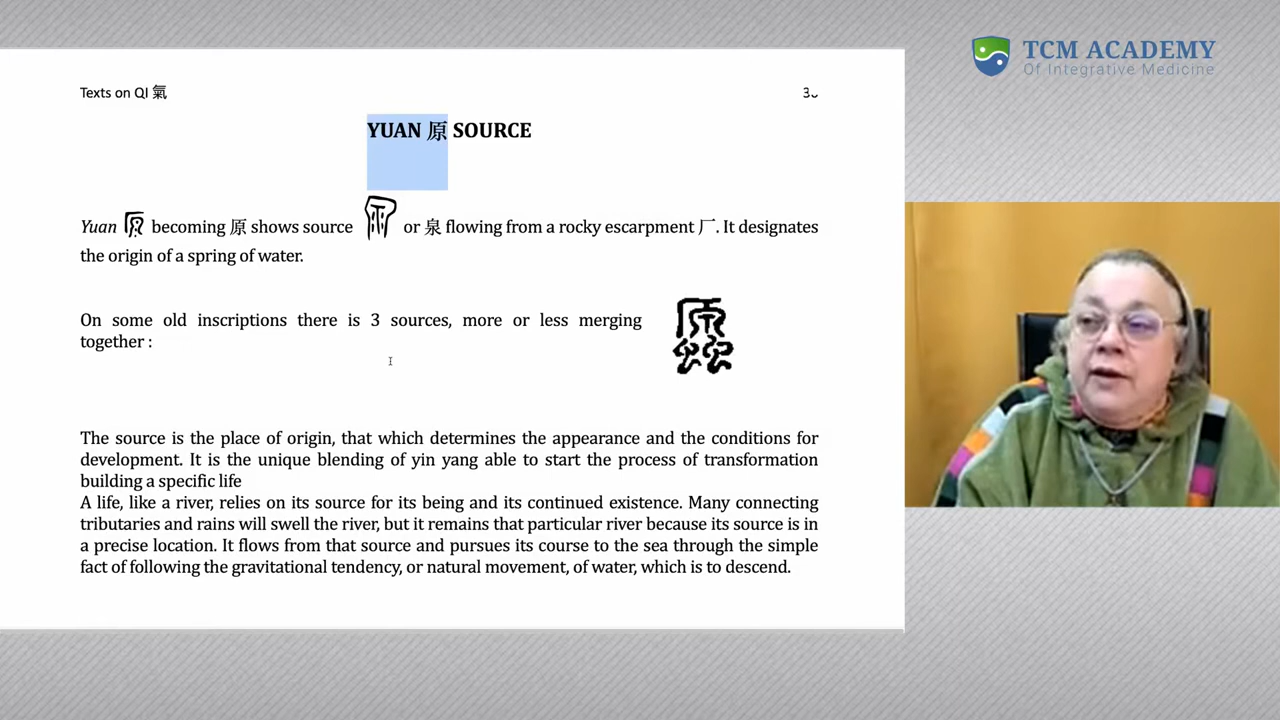 TCM ACADEMY
Of Integrative Medicine
Texts on QI 氣
YUAN 原 SOURCE
Yuan becoming 原 shows source or 泉 flowing from a rocky escarpment 厂. It designates
the origin of a spring of water.
On some old inscriptions there is 3 sources, more or less merging
together :
The source is the place of origin, that which determines the appearance and the conditions for
development. It is the unique blending of yin yang able to start the process of transformation
building a specific life
A life, like a river, relies on its source for its being and its continued existence. Many connecting
tributaries and rains will swell the river, but it remains that particular river because its source is in
a precise location. It flows from that source and pursues its course to the sea through the simple
fact of following the gravitational tendency, or natural movement, of water, which is to descend.